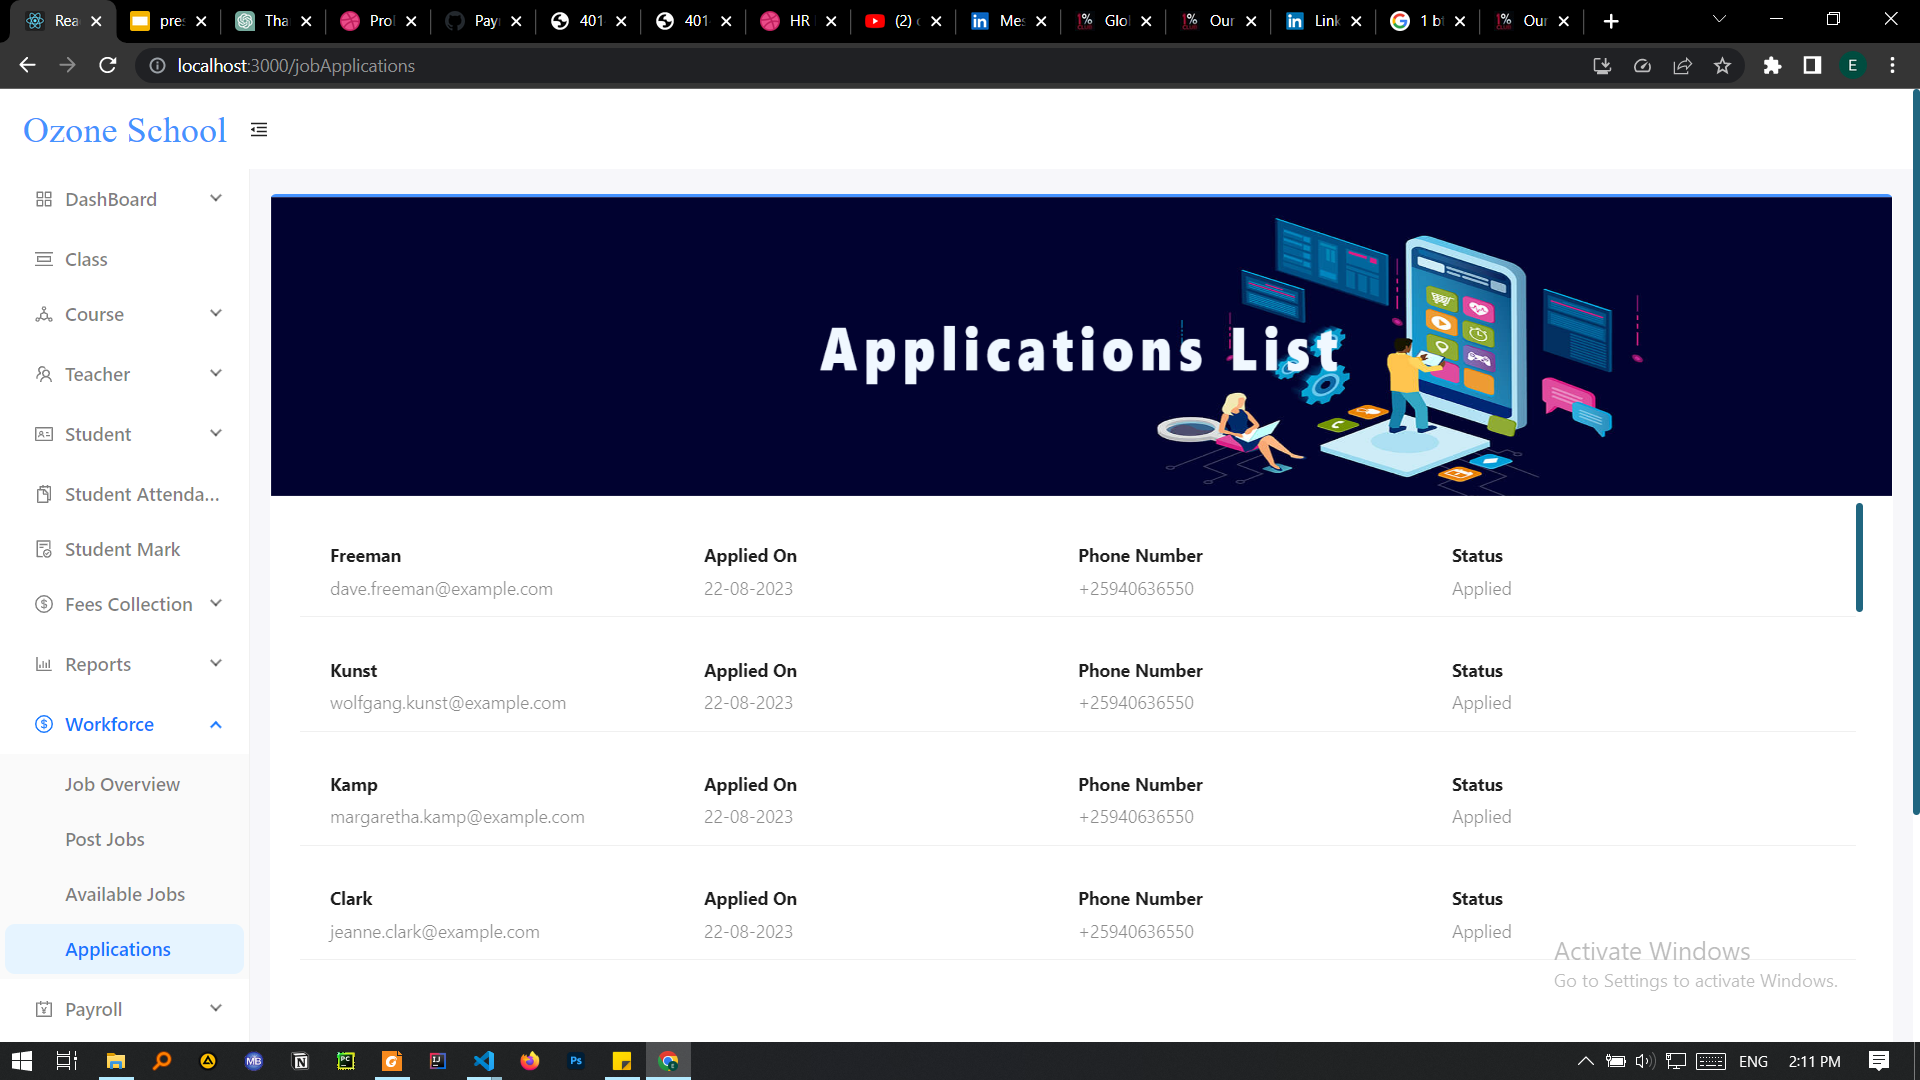 Rea
pres
Tha
Pro
Pay
401
401
HR
(2)
Mes
Glo
Our
Link
1 b
Our
localhost:3000/jobApplications
E
Ozone School
DashBoard
Class
Course
Teacher
Student
Student Attenda...
Student Mark
Fees Collection
Reports
Workforce
Job Overview
Post Jobs
Available Jobs
Applications
Payroll
Applications List
Freeman Applied On Phone Number Status
dave.freeman@example.com 22-08-2023 +25940636550 Applied
Kunst Applied On Phone Number Status
wolfgang.kunst@example.com 22-08-2023 +25940636550 Applied
Kamp Applied On Phone Number Status
margaretha.kamp@example.com 22-08-2023 +25940636550 Applied
Clark Applied On Phone Number Status
jeanne.clark@example.com 22-08-2023 +25940636550 Applied
Activate Windows
Go to Settings to activate Windows.
ENG 2:11 PM